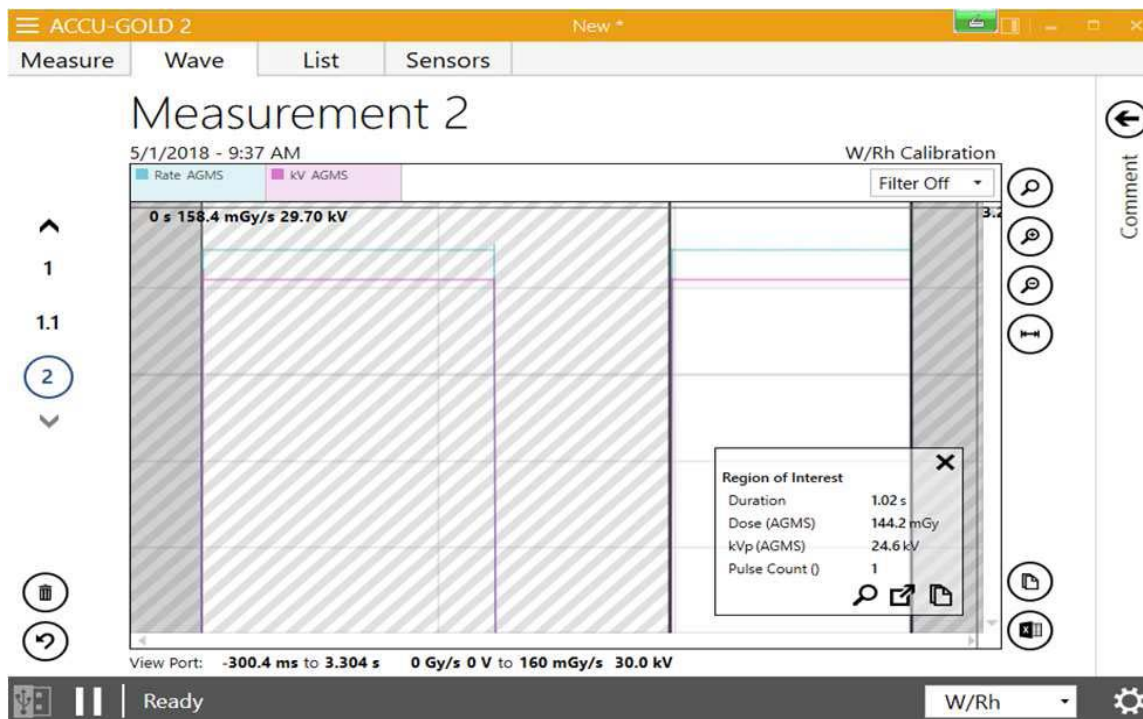 ACCU-GOLD 2
New *
Measure Wave List Sensors
Measurement 2
5/1/2018 - 9:37 AM
W/Rh Calibration
Rate AGMS
kV AGMS
Filter Off
Comment
0 s 158.4 mGy/s 29.70 kV
3.2
1
1.1
2
Region of Interest
Duration 1.02 s
Dose (AGMS) 144.2 mGy
kVp (AGMS) 24.6 kV
Pulse Count () 1
View Port: -300.4 ms to 3.304 s 0 Gy/s 0 V to 160 mGy/s 30.0 kV
Ready
W/Rh